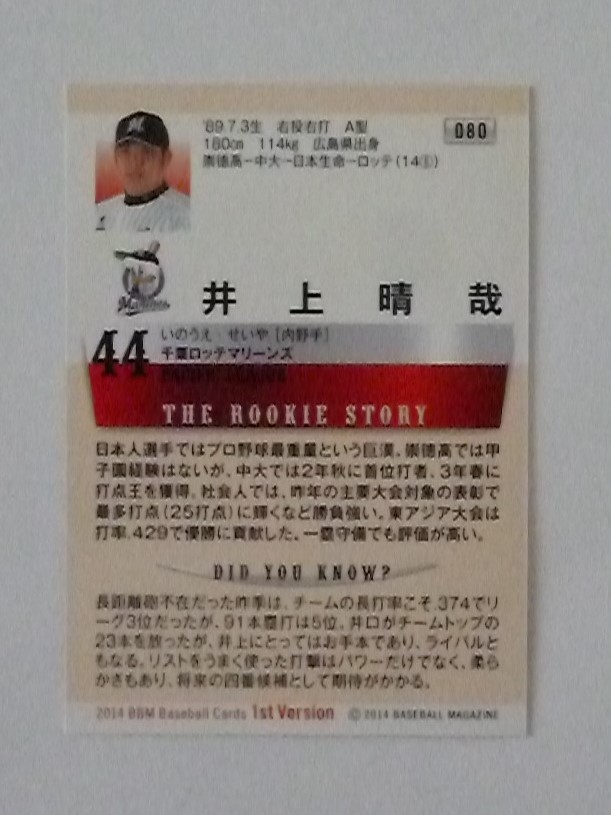 '89.7.3生 右投右打 A型
180㎝ 114㎏ 広島県出身
崇徳高ー中大ー日本生命ーロッテ(14⑤)
080
Marines
井上晴哉
44
いのうえ・せいや [内野手]
千葉ロッテマリーンズ
PACIFIC LEAGUE
THE ROOKIE STORY
日本人選手ではプロ野球最重量という巨漢。崇徳高では甲
子園経験はないが、中大では2年秋に首位打者、3年春に
打点王を獲得。社会人では、昨年の主要大会対象の表彰で
最多打点(25打点)に輝くなど勝負強い。東アジア大会は
打率.429で優勝に貢献した。一塁守備でも評価が高い。
DID YOU KNOW?
長距離砲不在だった昨季は、チームの長打率こそ.374でリ
ーグ3位だったが、91本塁打は5位。井口がチームトップの
23本を放ったが、井上にとってはお手本であり、ライバルと
もなる。リストをうまく使った打撃はパワーだけでなく、柔ら
かさもあり、将来の四番候補として期待がかかる。
2014 BBM Baseball Cards 1st Version © 2014 BASEBALL MAGAZINE